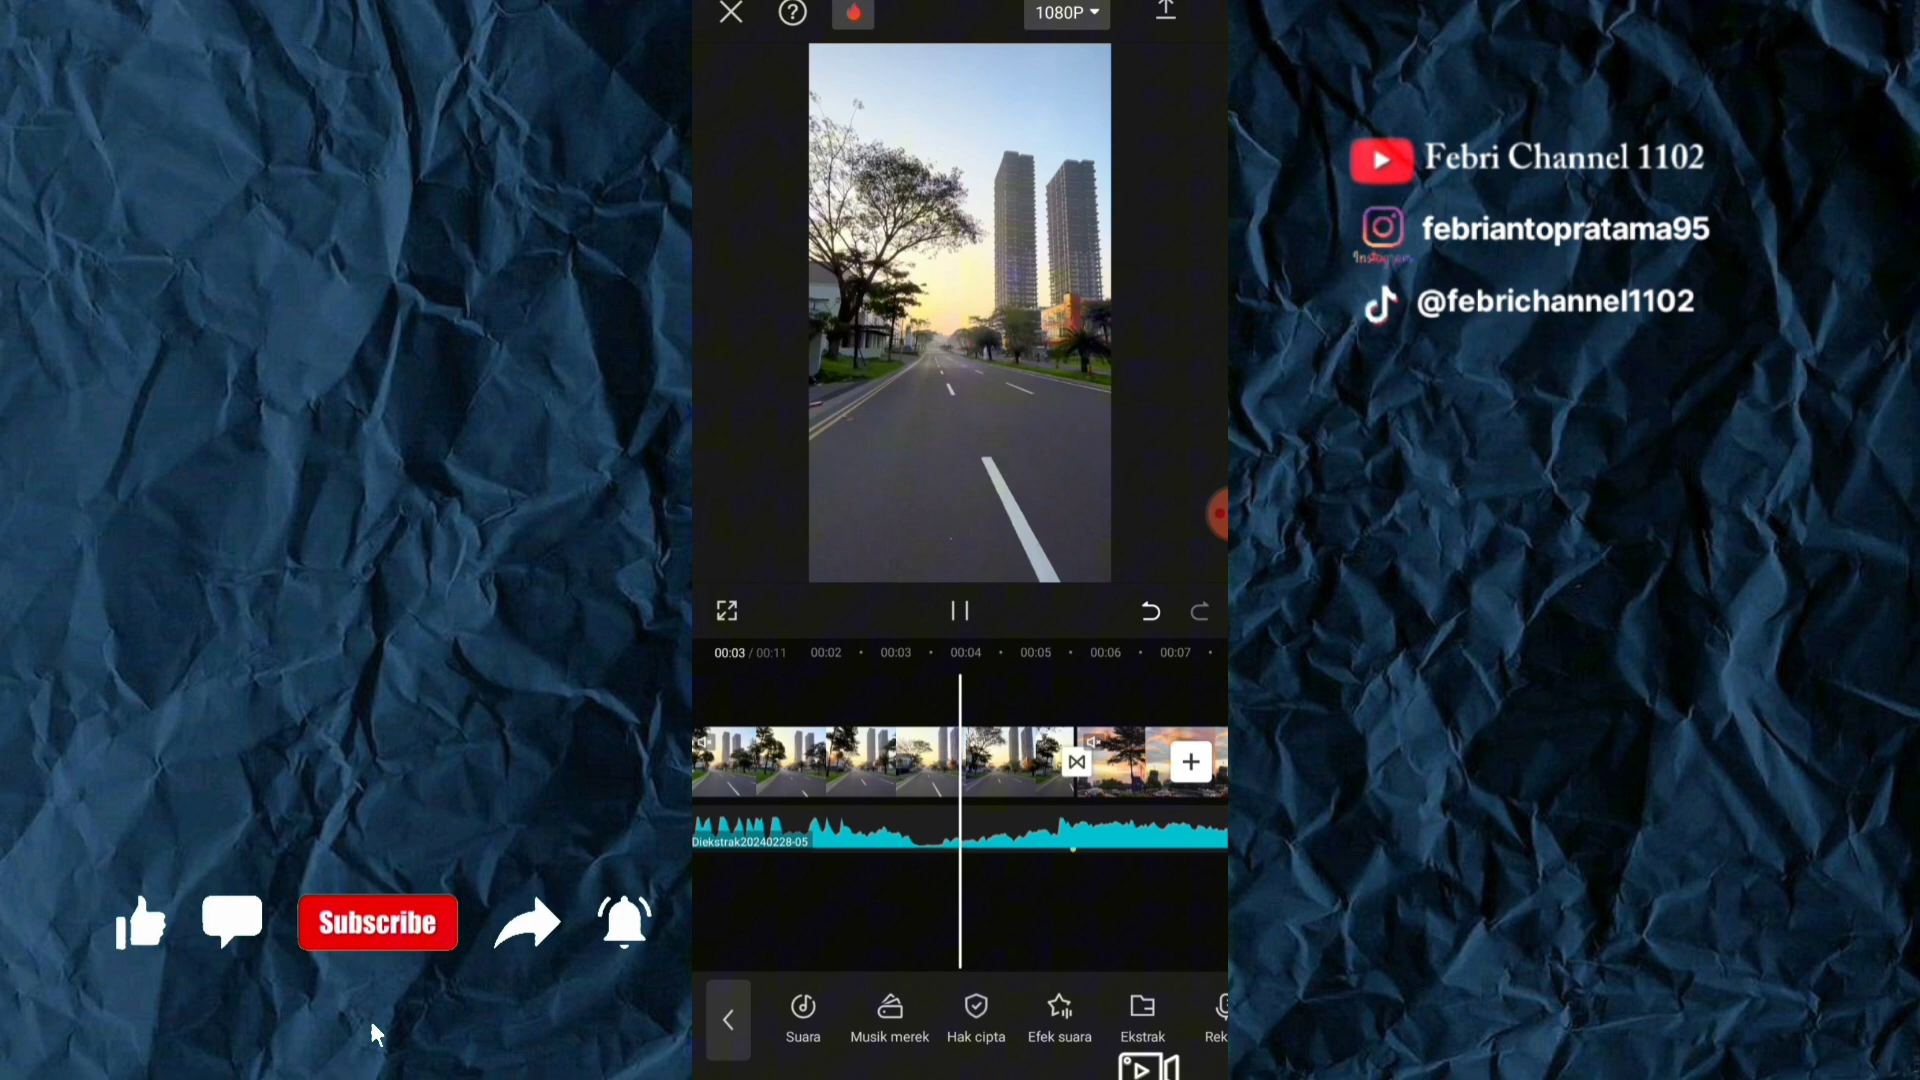 1080P
Febri Channel 1102
febriantopratama95
Instagram
@febrichannel1102
00:03 / 00:11 00:02 00:03 00:04 00:05 00:06 00:07
Diekstrak20240228-05
Subscribe
Suara Musik merek Hak cipta Efek suara Ekstrak Rek